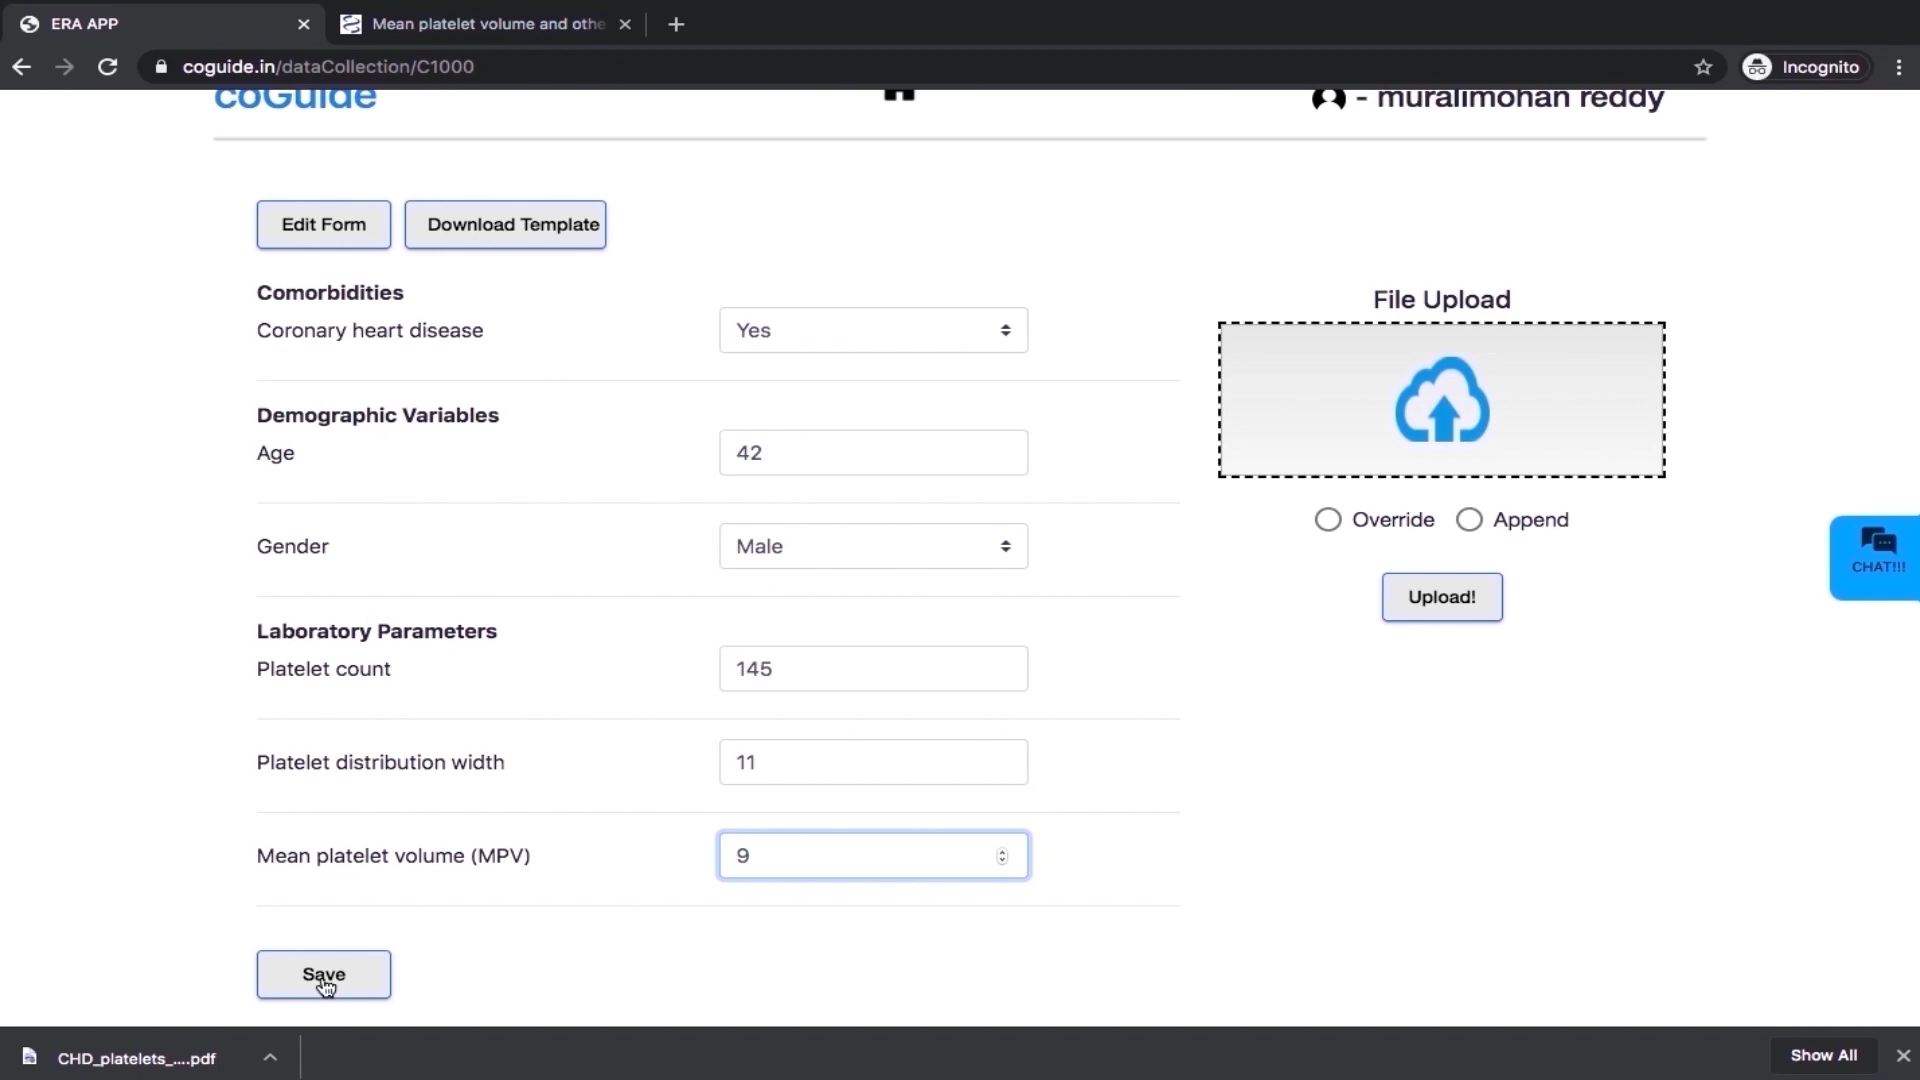 ERA APP
Mean platelet volume and othe
coguide.in/dataCollection/C1000
Incognito
coGuide
- muralimohan reddy
Edit Form
Download Template
Comorbidities
Coronary heart disease
Yes
Demographic Variables
Age
42
Gender
Male
Laboratory Parameters
Platelet count
145
Platelet distribution width
11
Mean platelet volume (MPV)
9
Save
File Upload
Override
Append
Upload!
CHAT!!!
CHD_platelets_....pdf
Show All